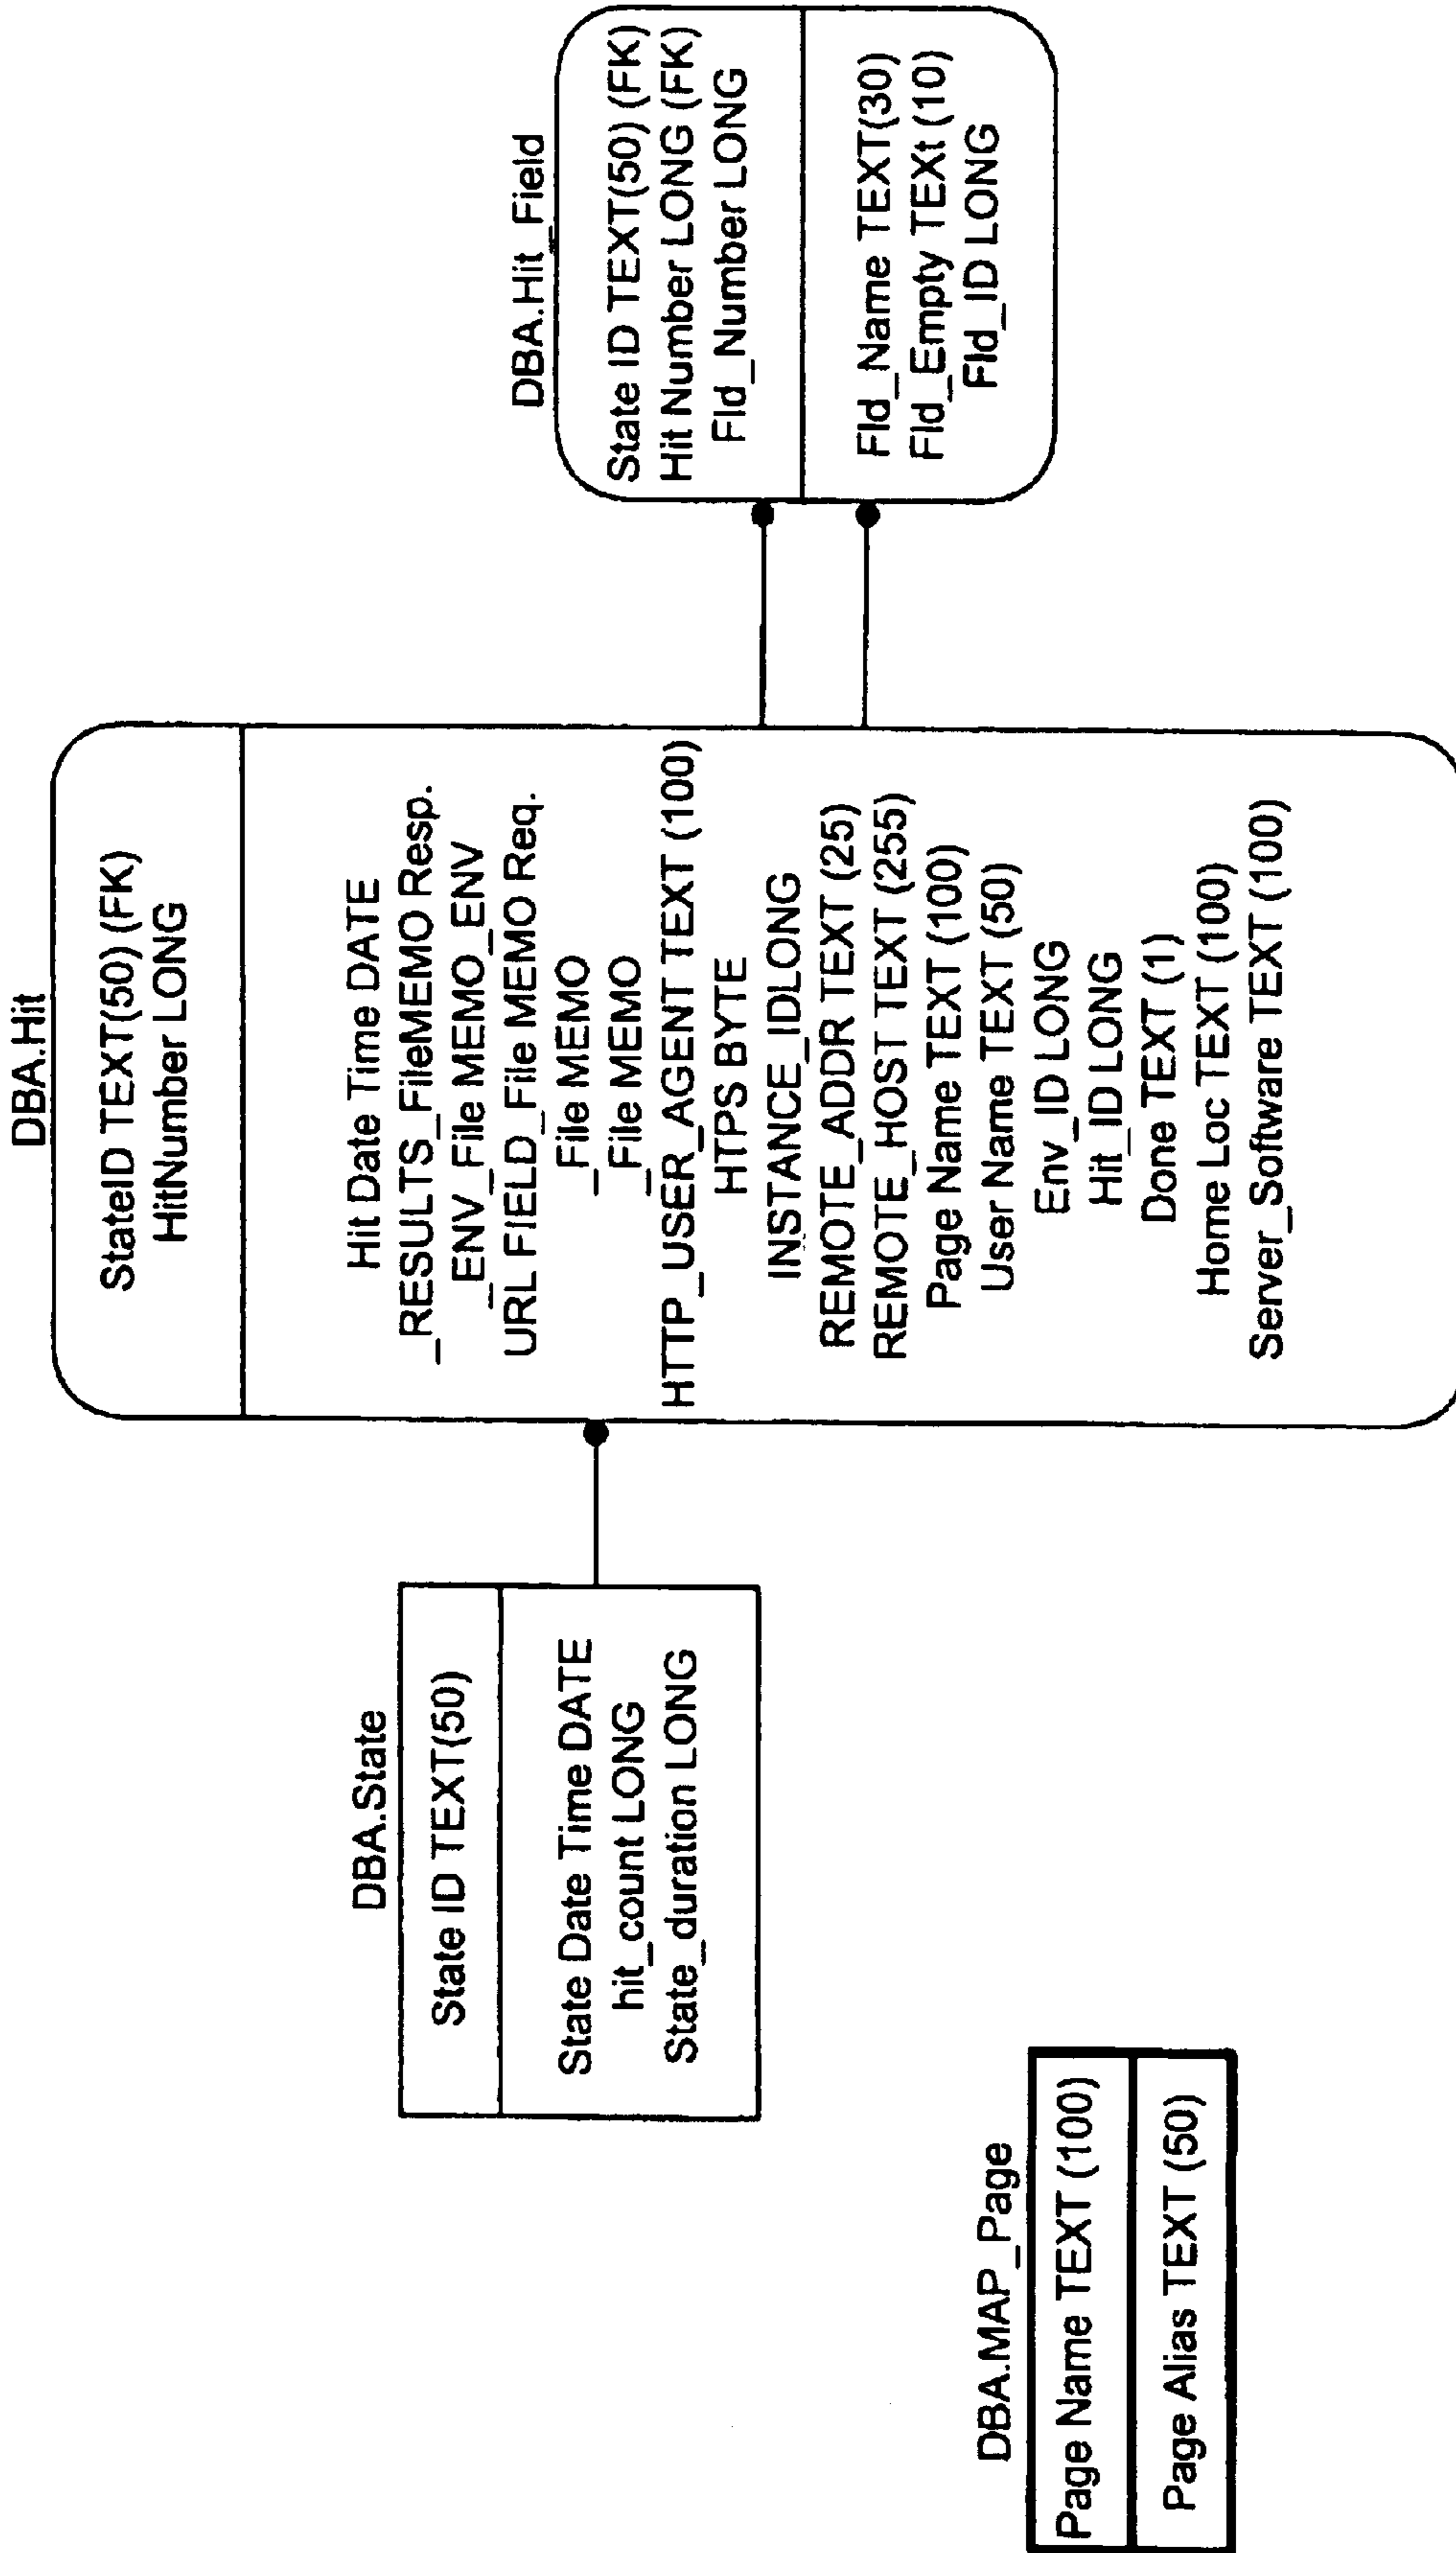 DBA.Hit
StateID TEXT(50) (FK)
HitNumber LONG
Hit Date Time DATE
_RESULTS_FileMEMO Resp.
_ENV_File MEMO_ENV
URL FIELD_File MEMO Req.
_File MEMO
_File MEMO
HTTP_USER_AGENT TEXT (100)
HTPS BYTE
INSTANCE_IDLONG
REMOTE_ADDR TEXT (25)
REMOTE_HOST TEXT (255)
Page Name TEXT (100)
User Name TEXT (50)
Env_ID LONG
Hit_ID LONG
Done TEXT (1)
Home Loc TEXT (100)
Server_Software TEXT (100)
DBA.State
State ID TEXT(50)
State Date Time DATE
hit_count LONG
State_duration LONG
DBA.Hit_Field
State ID TEXT(50) (FK)
Hit Number LONG (FK)
Fld_Number LONG
Fld_Name TEXT(30)
Fld_Empty TEXt (10)
Fld_ID LONG
DBA.MAP_Page
Page Name TEXT (100)
Page Alias TEXT (50)